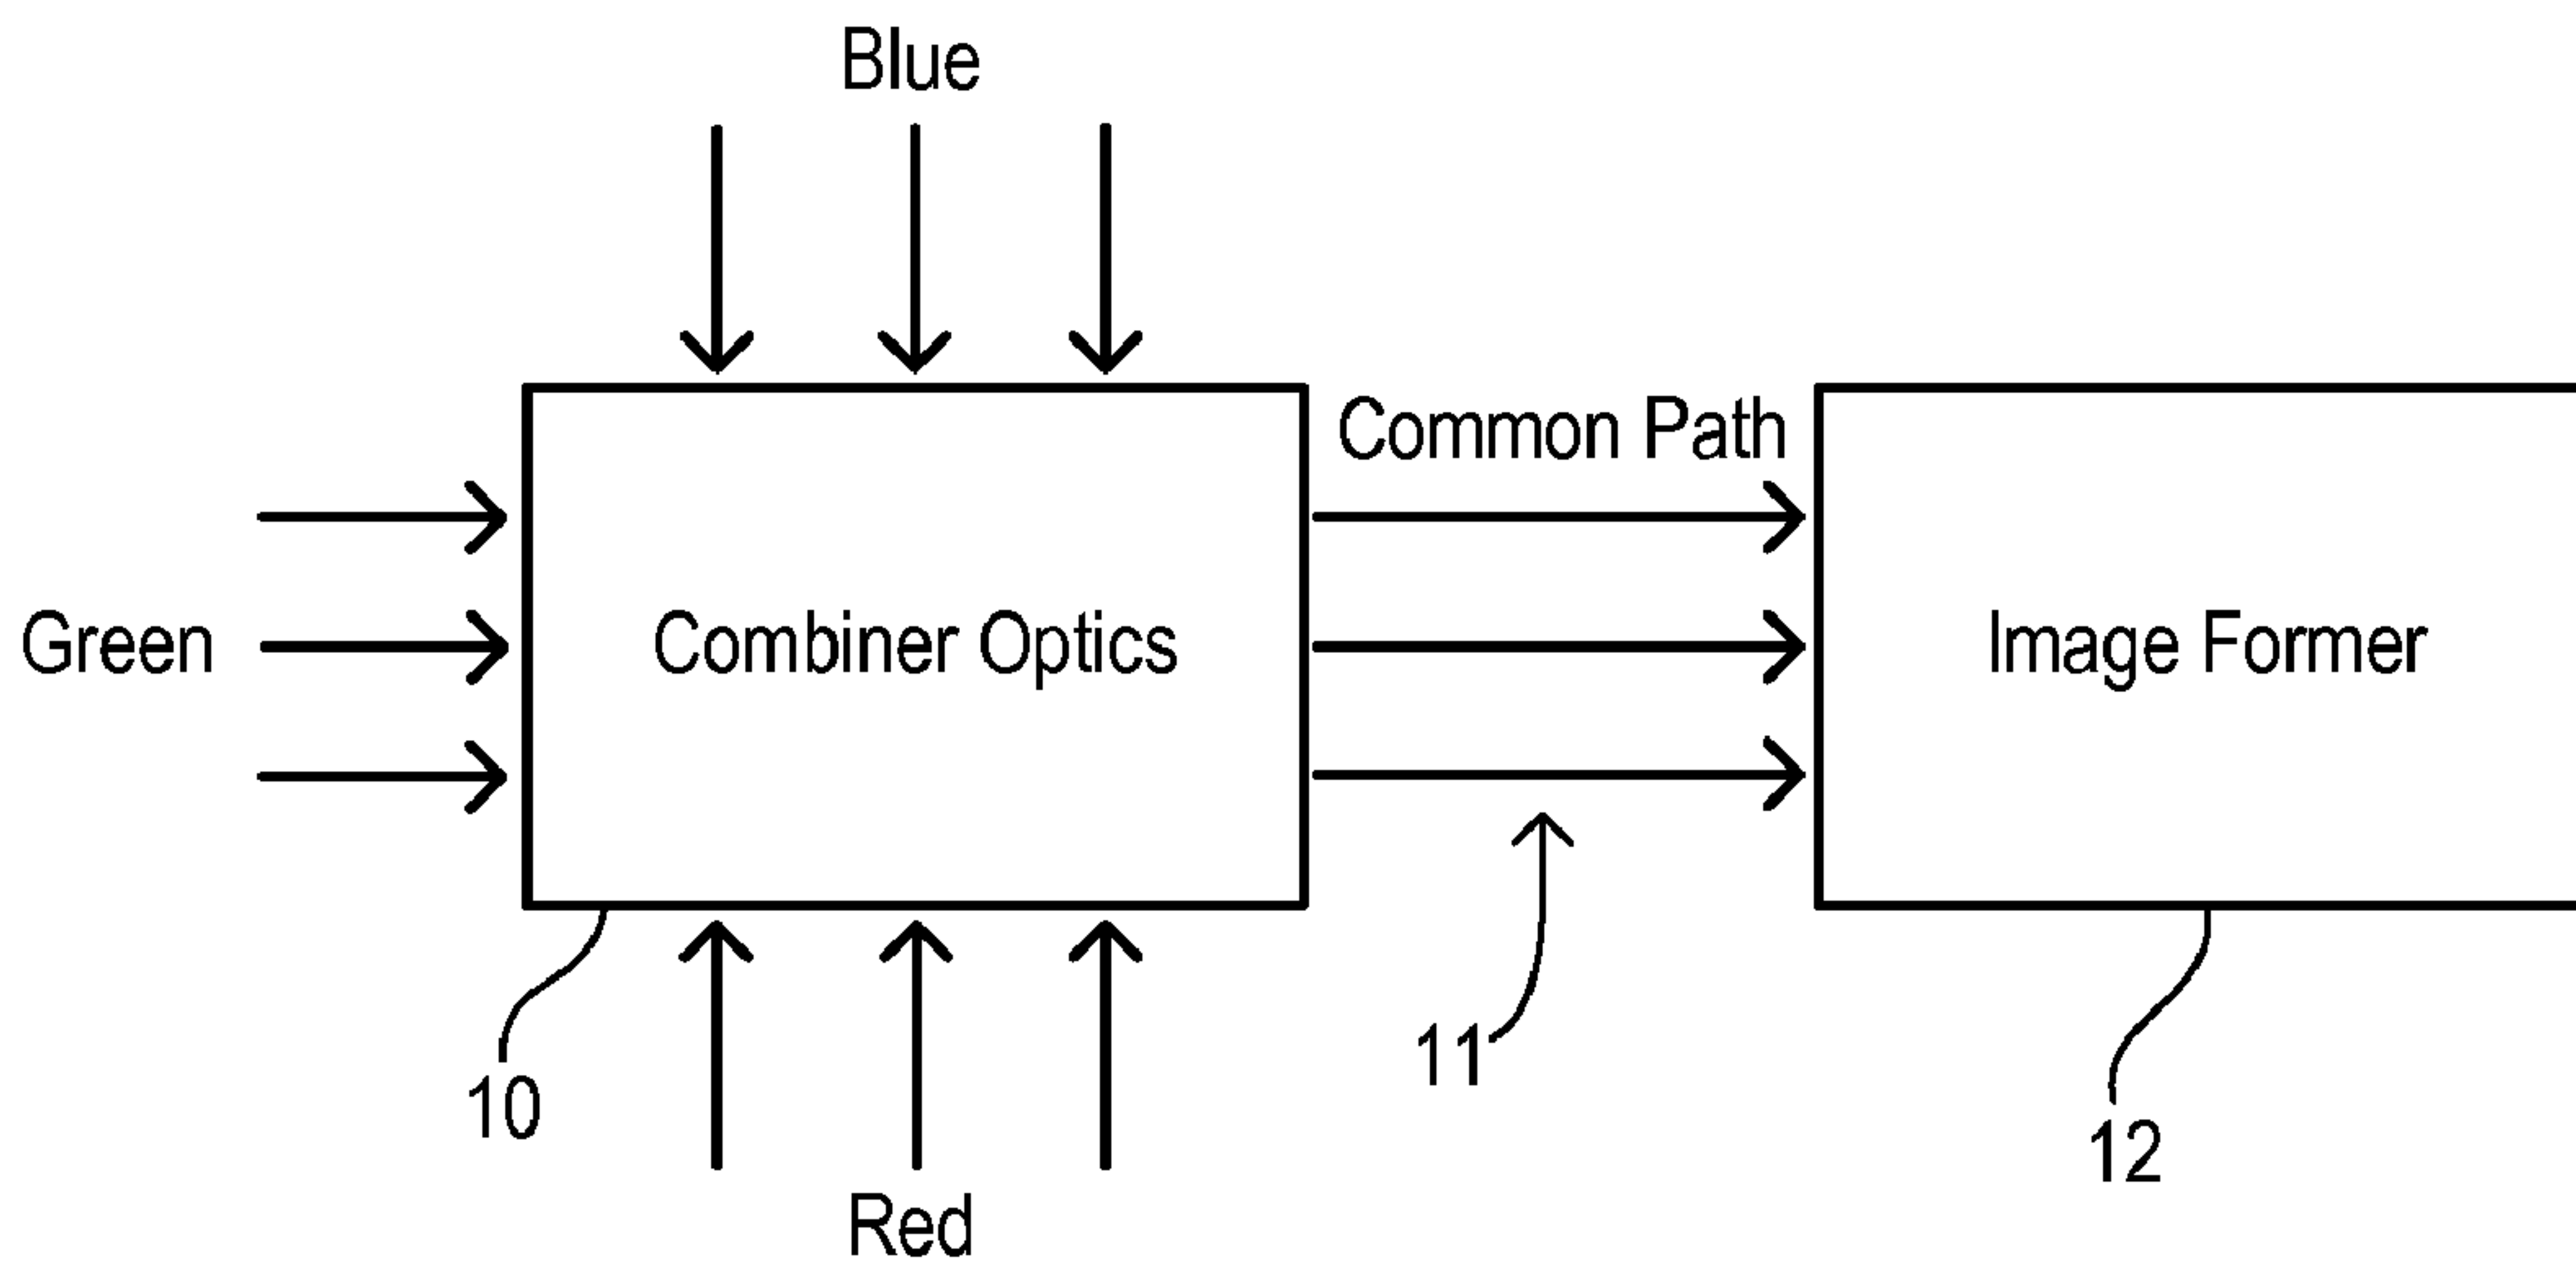 Blue
Common Path
Green
Combiner Optics
Image Former
10
11
12
Red